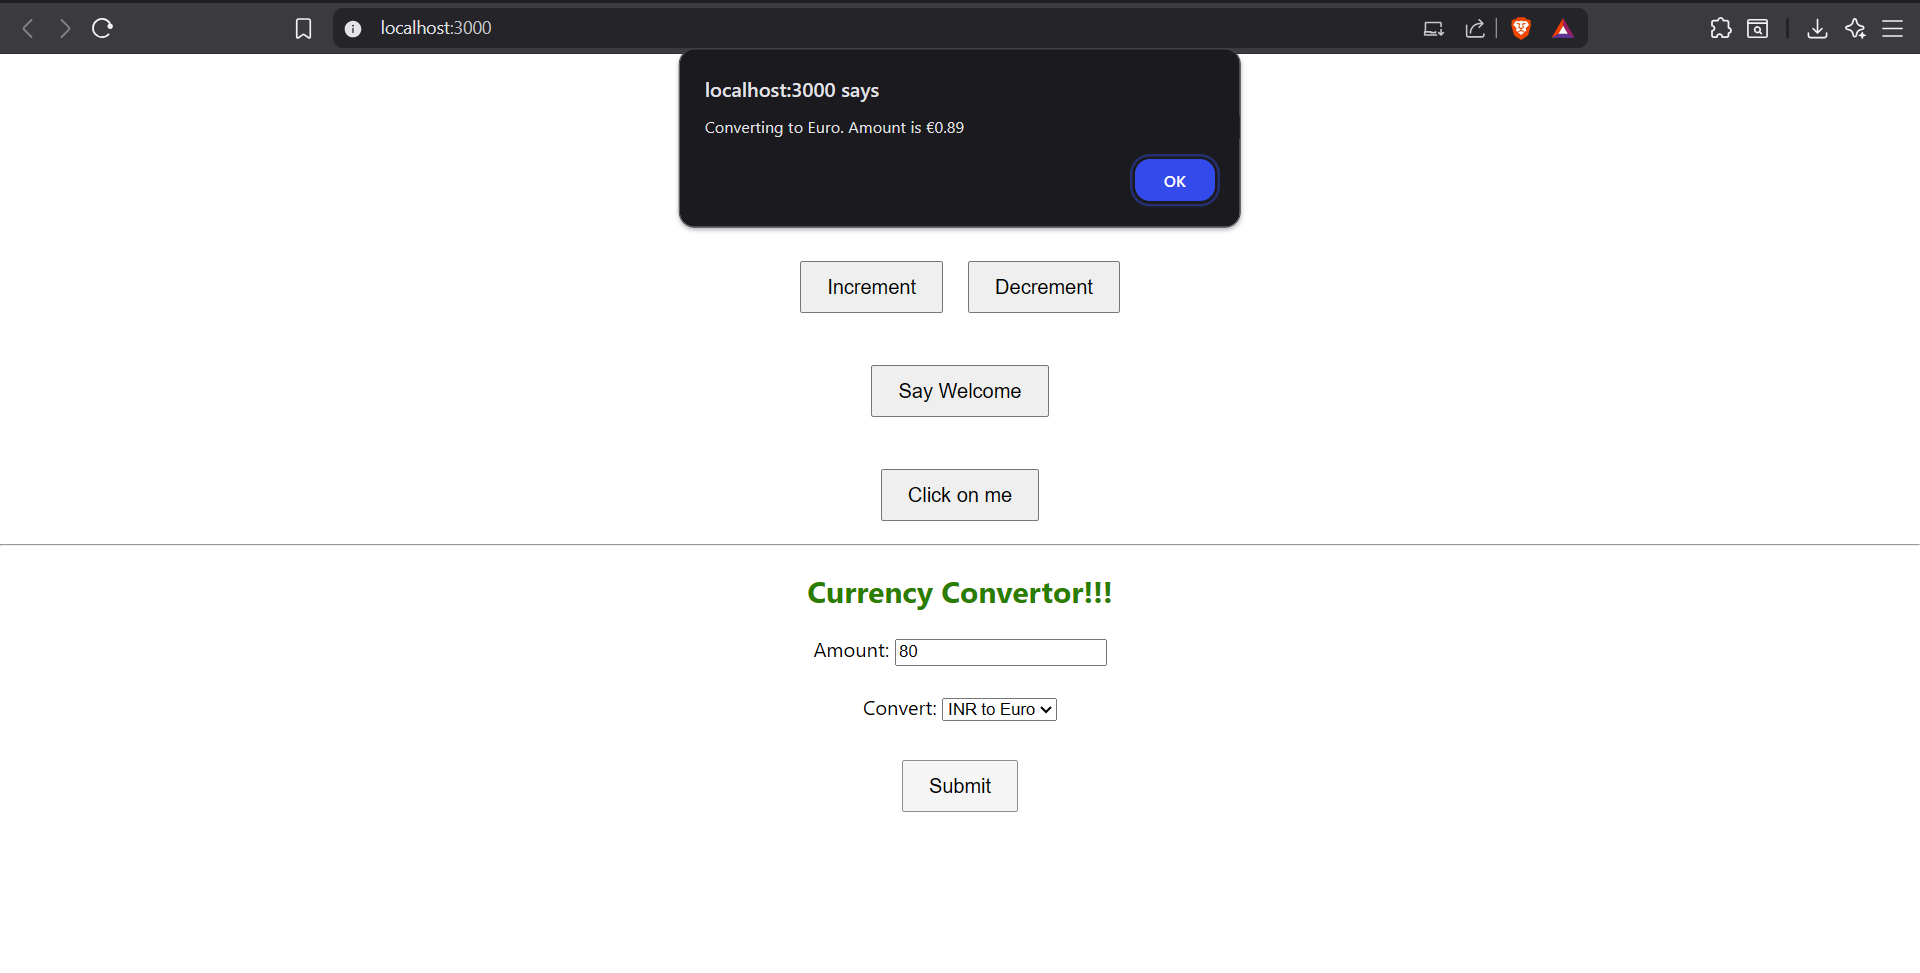 localhost:3000
localhost:3000 says
Converting to Euro. Amount is €0.89
OK
Increment Decrement
Say Welcome
Click on me
Currency Convertor!!!
Amount: 80
Convert: INR to Euro
Submit